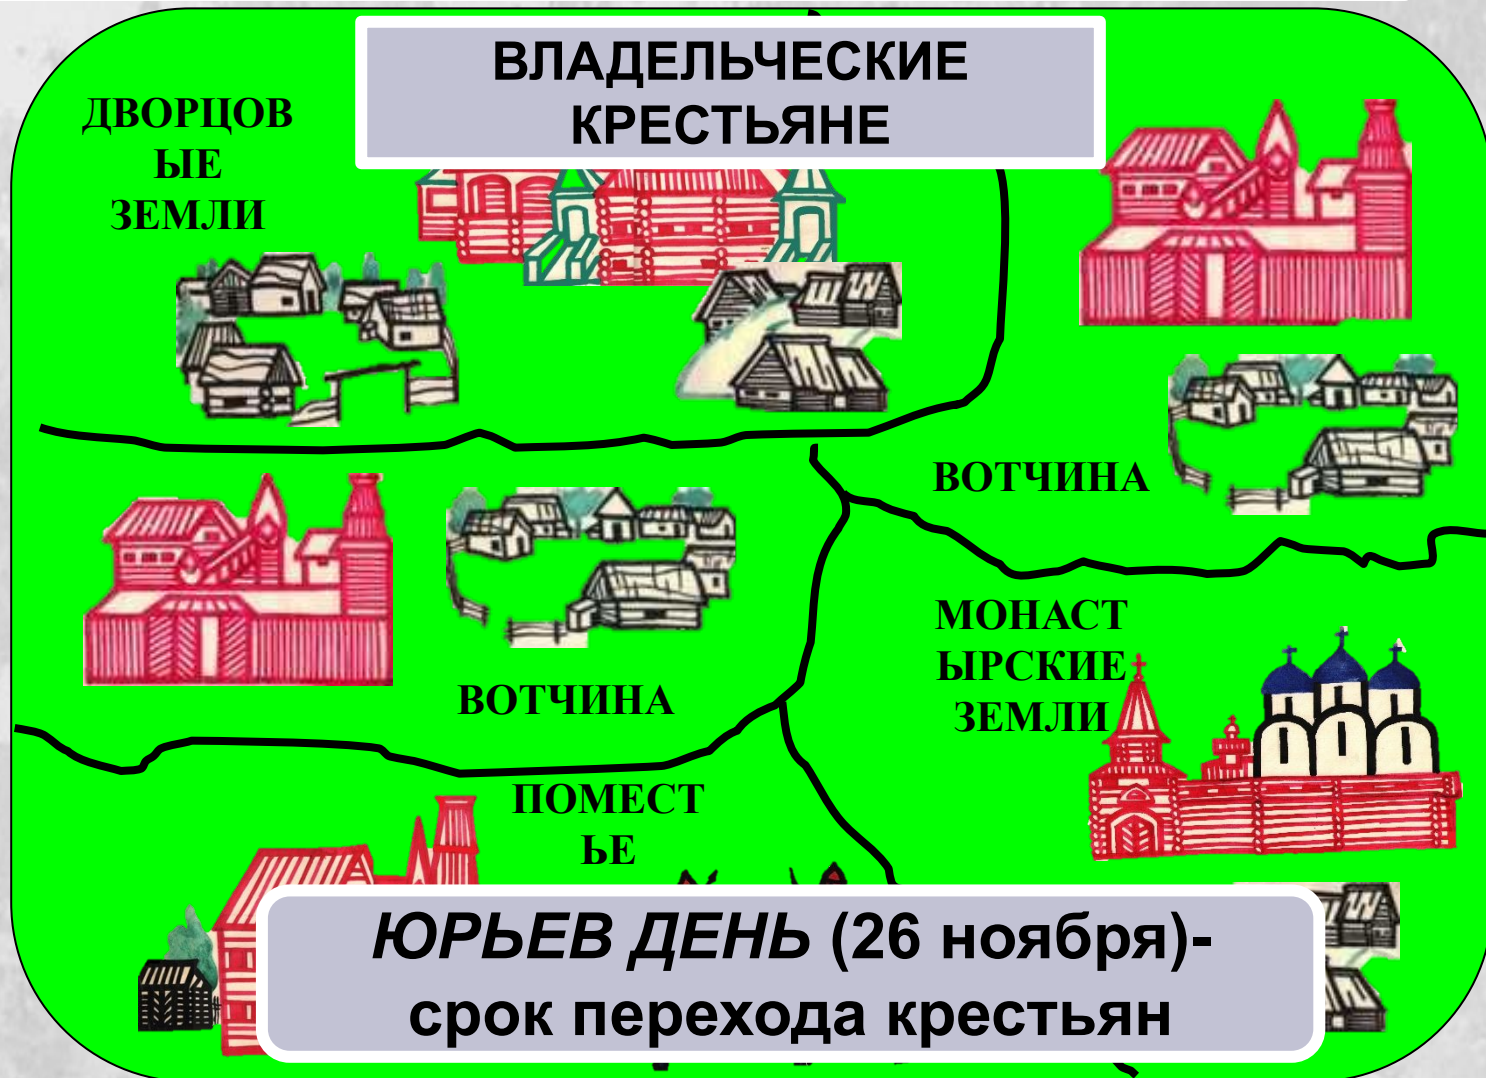 ВЛАДЕЛЬЧЕСКИЕ
КРЕСТЬЯНЕ
ДВОРЦОВ
ЫЕ
ЗЕМЛИ
ВОТЧИНА
МОНАСТ
ЫРСКИЕ
ЗЕМЛИ
ВОТЧИНА
ПОМЕСТ
ЬЕ
ЮРЬЕВ ДЕНЬ (26 ноября)-
срок перехода крестьян